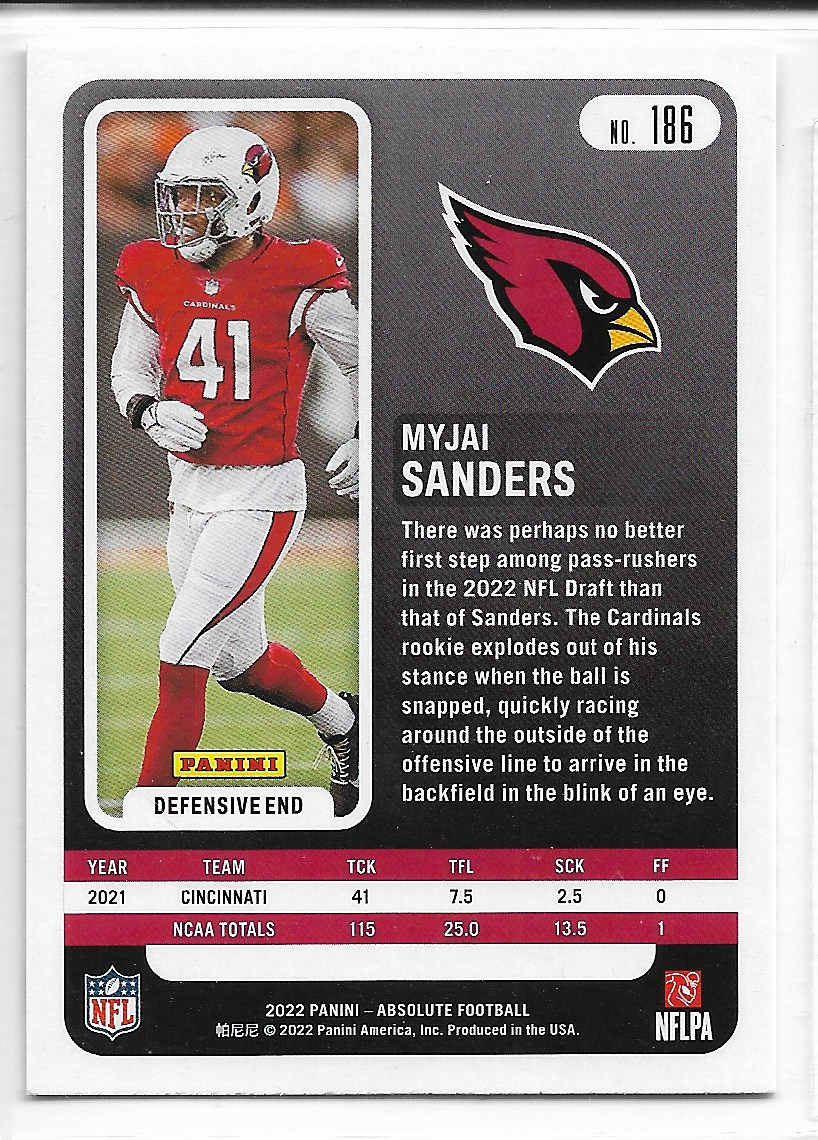 NO. 186
CARDINALS
41
41
MYJAI
SANDERS
There was perhaps no better
first step among pass-rushers
in the 2022 NFL Draft than
that of Sanders. The Cardinals
rookie explodes out of his
stance when the ball is
snapped, quickly racing
around the outside of the
offensive line to arrive in the
backfield in the blink of an eye.
PANINI
DEFENSIVE END
YEAR TEAM TCK TFL SCK FF
2021 CINCINNATI 41 7.5 2.5 0
NCAA TOTALS 115 25.0 13.5 1
NFL
2022 PANINI – ABSOLUTE FOOTBALL
帕尼尼 © 2022 Panini America, Inc. Produced in the USA.
NFLPA